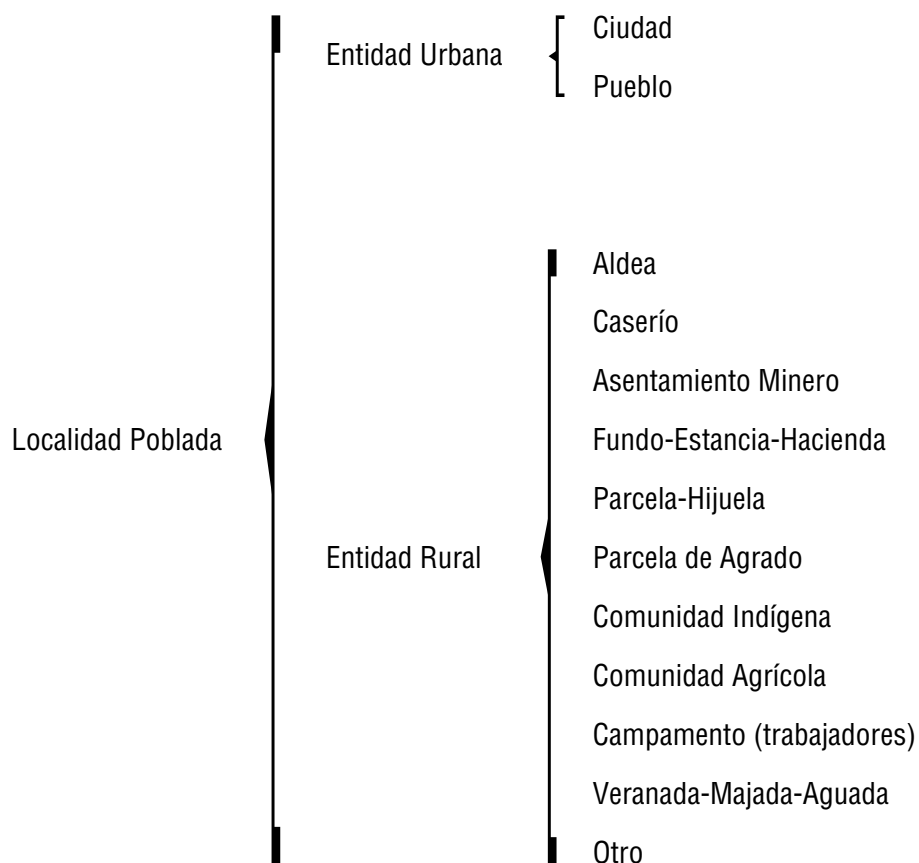 Ciudad
Entidad Urbana
Pueblo
Aldea
Caserío
Asentamiento Minero
Localidad Poblada
Fundo-Estancia-Hacienda
Parcela-Hijuela
Entidad Rural
Parcela de Agrado
Comunidad Indígena
Comunidad Agrícola
Campamento (trabajadores)
Veranada-Majada-Aguada
Otro